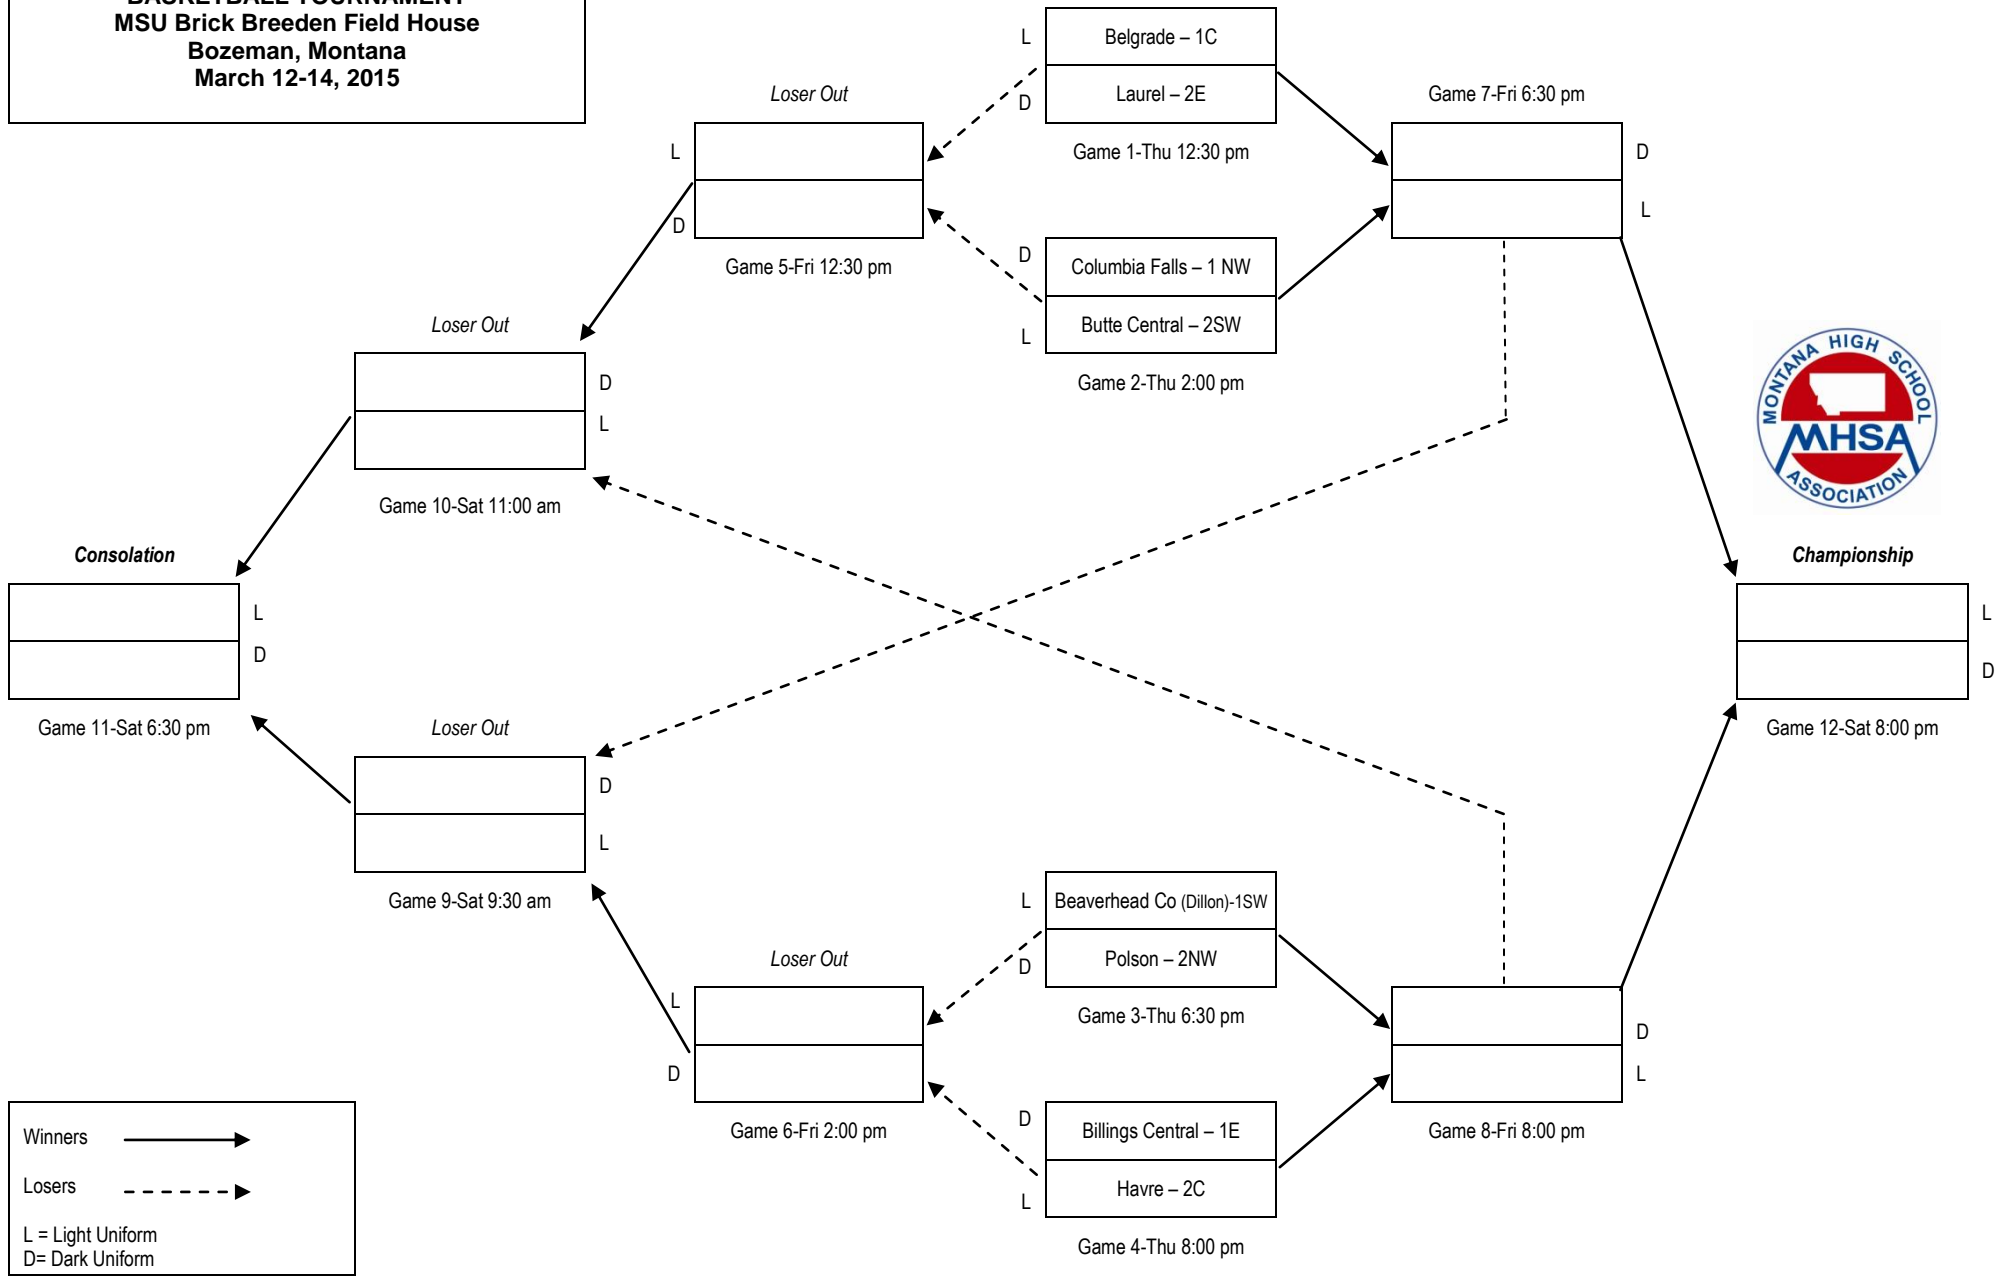 BASKETBALL TOURNAMENT
MSU Brick Breeden Field House
Bozeman, Montana
March 12-14, 2015
L
Belgrade – 1C
D
Laurel – 2E
Game 1-Thu 12:30 pm
Loser Out
L
D
Game 5-Fri 12:30 pm
Game 7-Fri 6:30 pm
D
L
D
Columbia Falls – 1 NW
L
Butte Central – 2SW
Game 2-Thu 2:00 pm
Loser Out
D
L
Game 10-Sat 11:00 am
MONTANA HIGH SCHOOL
MHSA
ASSOCIATION
Consolation
L
D
Game 11-Sat 6:30 pm
Championship
L
D
Game 12-Sat 8:00 pm
Loser Out
D
L
Game 9-Sat 9:30 am
L
Beaverhead Co (Dillon)-1SW
D
Polson – 2NW
Game 3-Thu 6:30 pm
Loser Out
L
D
Game 6-Fri 2:00 pm
D
L
Game 8-Fri 8:00 pm
D
Billings Central – 1E
L
Havre – 2C
Game 4-Thu 8:00 pm
Winners
Losers
L = Light Uniform
D= Dark Uniform